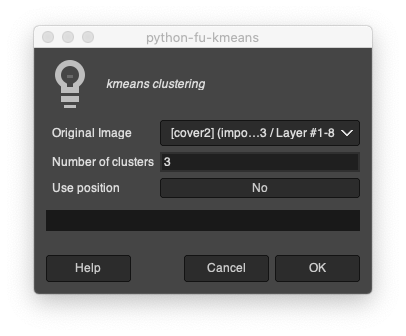 python-fu-kmeans
kmeans clustering
Original Image [cover2] (impo...3 / Layer #1-8
Number of clusters 3
Use position No
Help Cancel OK